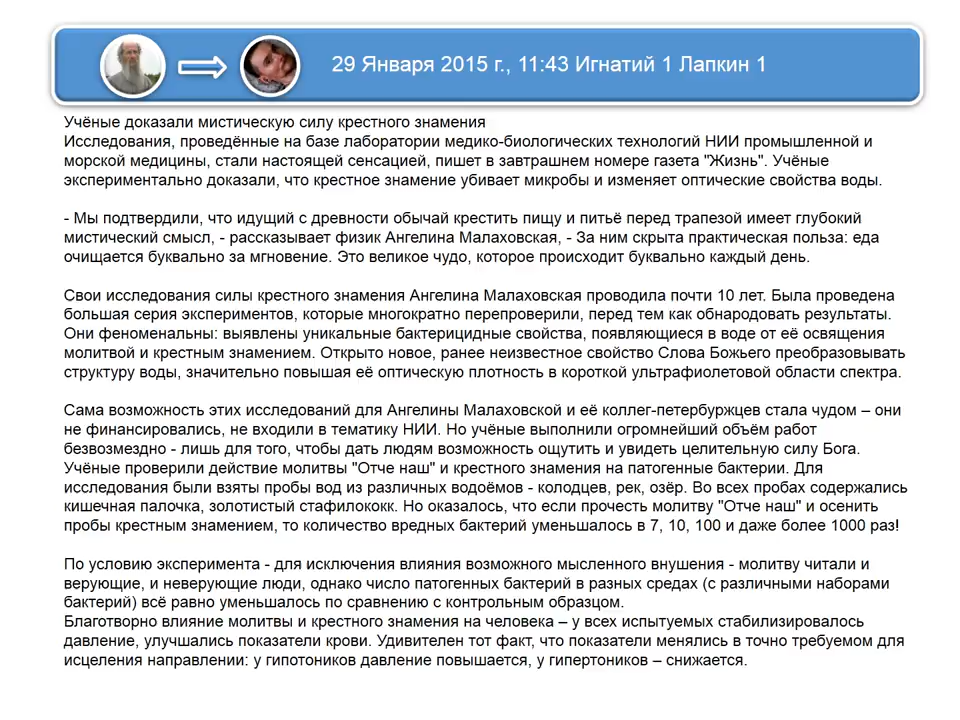 29 Января 2015 г., 11:43 Игнатий 1 Лапкин 1
Учёные доказали мистическую силу крестного знамения
Исследования, проведённые на базе лаборатории медико-биологических технологий НИИ промышленной и
морской медицины, стали настоящей сенсацией, пишет в завтрашнем номере газета "Жизнь". Учёные
экспериментально доказали, что крестное знамение убивает микробы и изменяет оптические свойства воды.
- Мы подтвердили, что идущий с древности обычай крестить пищу и питьё перед трапезой имеет глубокий
мистический смысл, - рассказывает физик Ангелина Малаховская, - За ним скрыта практическая польза: еда
очищается буквально за мгновение. Это великое чудо, которое происходит буквально каждый день.
Свои исследования силы крестного знамения Ангелина Малаховская проводила почти 10 лет. Была проведена
большая серия экспериментов, которые многократно перепроверили, перед тем как обнародовать результаты.
Они феноменальны: выявлены уникальные бактерицидные свойства, появляющиеся в воде от её освящения
молитвой и крестным знамением. Открыто новое, ранее неизвестное свойство Слова Божьего преобразовывать
структуру воды, значительно повышая её оптическую плотность в короткой ультрафиолетовой области спектра.
Сама возможность этих исследований для Ангелины Малаховской и её коллег-петербуржцев стала чудом – они
не финансировались, не входили в тематику НИИ. Но учёные выполнили огромнейший объём работ
безвозмездно - лишь для того, чтобы дать людям возможность ощутить и увидеть целительную силу Бога.
Учёные проверили действие молитвы "Отче наш" и крестного знамения на патогенные бактерии. Для
исследования были взяты пробы вод из различных водоёмов - колодцев, рек, озёр. Во всех пробах содержались
кишечная палочка, золотистый стафилококк. Но оказалось, что если прочесть молитву "Отче наш" и осенить
пробы крестным знамением, то количество вредных бактерий уменьшалось в 7, 10, 100 и даже более 1000 раз!
По условию эксперимента - для исключения влияния возможного мысленного внушения - молитву читали и
верующие, и неверующие люди, однако число патогенных бактерий в разных средах (с различными наборами
бактерий) всё равно уменьшалось по сравнению с контрольным образцом.
Благотворно влияние молитвы и крестного знамения на человека – у всех испытуемых стабилизировалось
давление, улучшались показатели крови. Удивителен тот факт, что показатели менялись в точно требуемом для
исцеления направлении: у гипотоников давление повышается, у гипертоников – снижается.